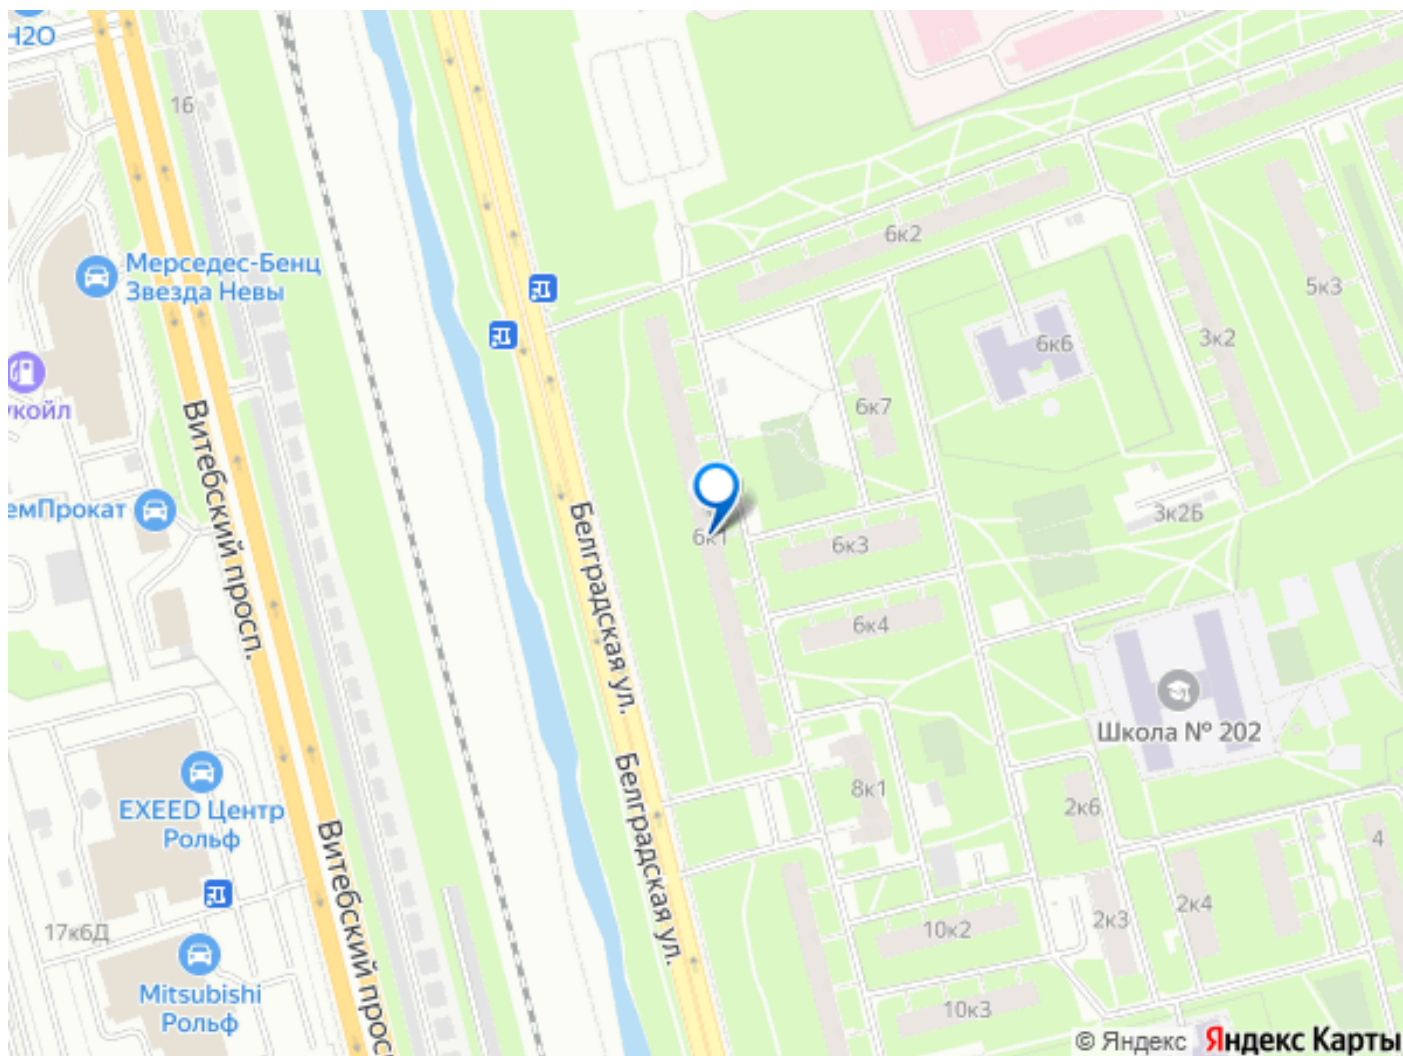 H2O
16
Мерседес-Бенц
Звезда Невы
6к2
5к3
3к2
6к6
6к7
укойл
Витебский просп.
емПрокат
Белградская ул.
6к1
6к3
3к2Б
6к4
Школа № 202
EXEED Центр
Рольф
Витебский просп
Белградская ул.
8к1
2к6
4
2к4
2к3
10к2
17к6Д
Mitsubishi
Рольф
10к3
© Яндекс Яндекс Карты